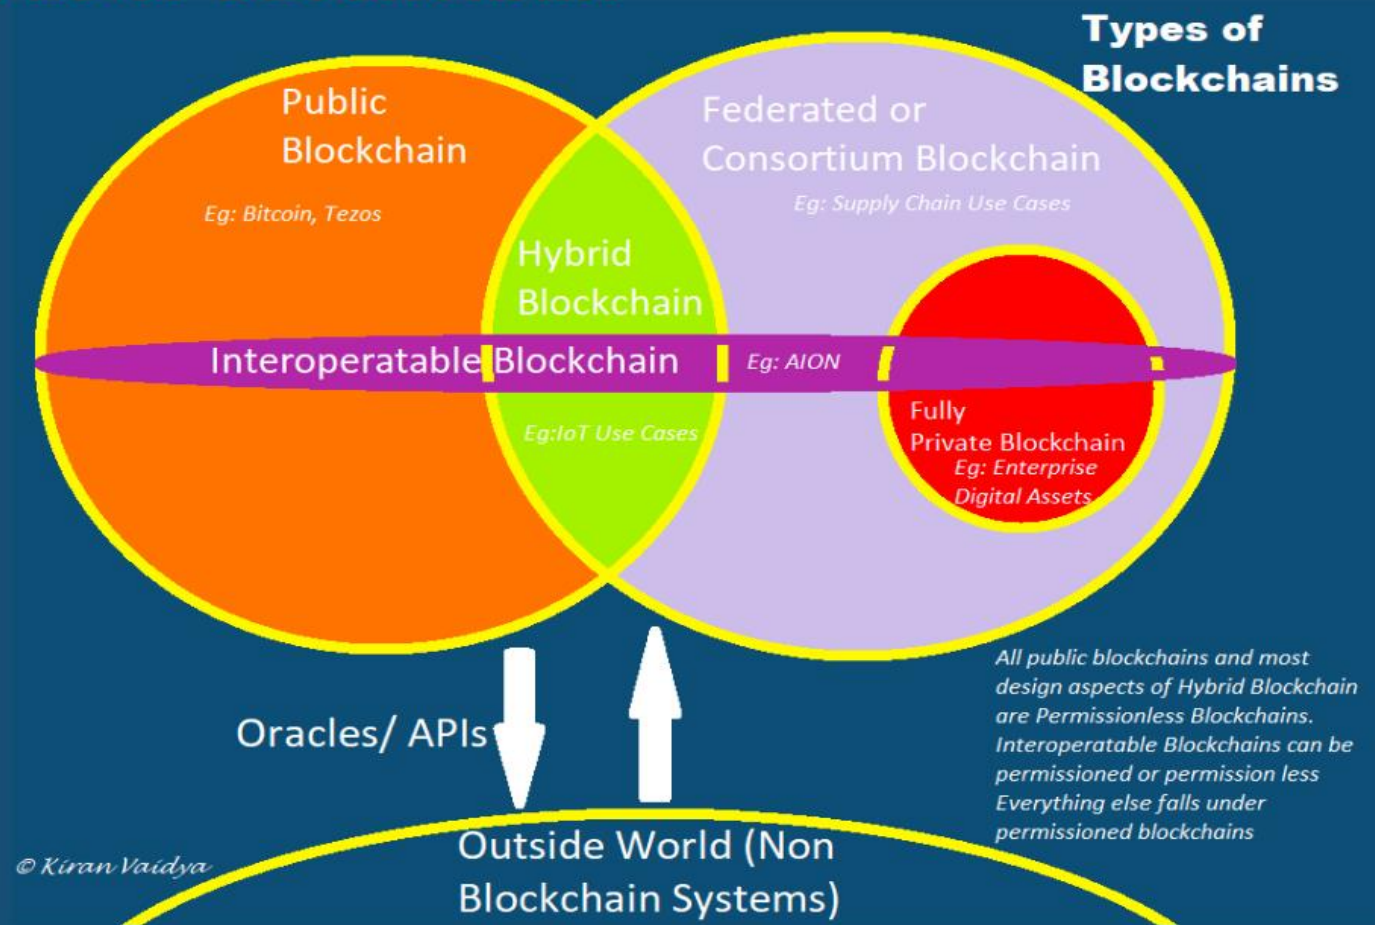 Types of
Blockchains
Public
Blockchain
Eg: Bitcoin, Tezos
Federated or
Consortium Blockchain
Eg: Supply Chain Use Cases
Hybrid
Blockchain
Interoperatable Blockchain
Eg: AION
Eg:IoT Use Cases
Fully
Private Blockchain
Eg: Enterprise
Digital Assets
Oracles/ APIs
All public blockchains and most
design aspects of Hybrid Blockchain
are Permissionless Blockchains.
Interoperatable Blockchains can be
permissioned or permission less
Everything else falls under
permissioned blockchains
Outside World (Non
Blockchain Systems)
© Kiran Vaidya